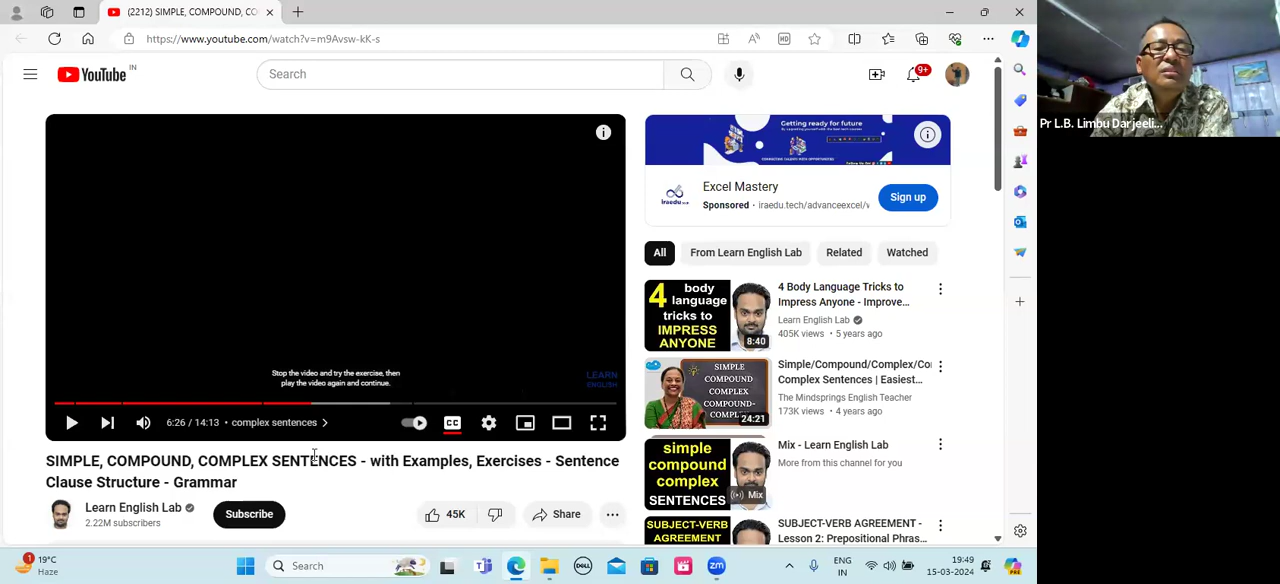 (2212) SIMPLE, COMPOUND, CO
https://www.youtube.com/watch?v=m9Avsw-kK-s
YouTube IN
Search
9+
Getting ready for future
Excel Mastery
Sponsored · iraedu.tech/advanceexcel/
Sign up
All
From Learn English Lab
Related
Watched
4 body
language
tricks to
IMPRESS
ANYONE
8:40
4 Body Language Tricks to
Impress Anyone - Improve...
Learn English Lab
405K views · 5 years ago
SIMPLE
COMPOUND
COMPLEX
COMPOUND-
24:21
Simple/Compound/Complex/Co
Complex Sentences | Easiest...
The Mindsprings English Teacher
173K views · 4 years ago
simple
compound
complex
SENTENCES
Mix
Mix - Learn English Lab
More from this channel for you
SUBJECT-VERB
AGREEMENT
SUBJECT-VERB AGREEMENT -
Lesson 2: Prepositional Phras...
Stop the video and try the exercise, then
play the video again and continue.
LEARN
ENGLISH
6:26 / 14:13 · complex sentences
CC
SIMPLE, COMPOUND, COMPLEX SENTENCES - with Examples, Exercises - Sentence
Clause Structure - Grammar
Learn English Lab
2.22M subscribers
Subscribe
45K
Share
Pr L.B. Limbu Darjeeli...
1
19°C
Haze
Search
DELL
zm
ENG
IN
19:49
15-03-2024